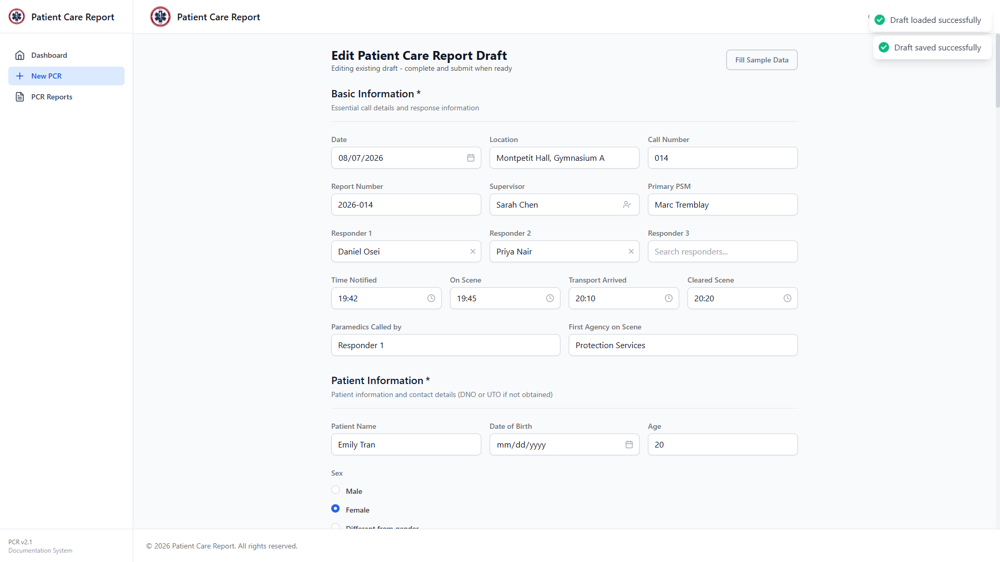 Patient Care Report
Patient Care Report
Draft loaded successfully
Draft saved successfully
Dashboard
New PCR
PCR Reports
Edit Patient Care Report Draft
Editing existing draft - complete and submit when ready
Fill Sample Data
Basic Information *
Essential call details and response information
Date
Location
Call Number
08/07/2026
Montpetit Hall, Gymnasium A
014
Report Number
Supervisor
Primary PSM
2026-014
Sarah Chen
Marc Tremblay
Responder 1
Responder 2
Responder 3
Daniel Osei
Priya Nair
Search responders...
Time Notified
On Scene
Transport Arrived
Cleared Scene
19:42
19:45
20:10
20:20
Paramedics Called by
First Agency on Scene
Responder 1
Protection Services
Patient Information *
Patient information and contact details (DNO or UTO if not obtained)
Patient Name
Date of Birth
Age
Emily Tran
mm/dd/yyyy
20
Sex
Male
Female
Different from gender
PCR v2.1
Documentation System
© 2026 Patient Care Report. All rights reserved.